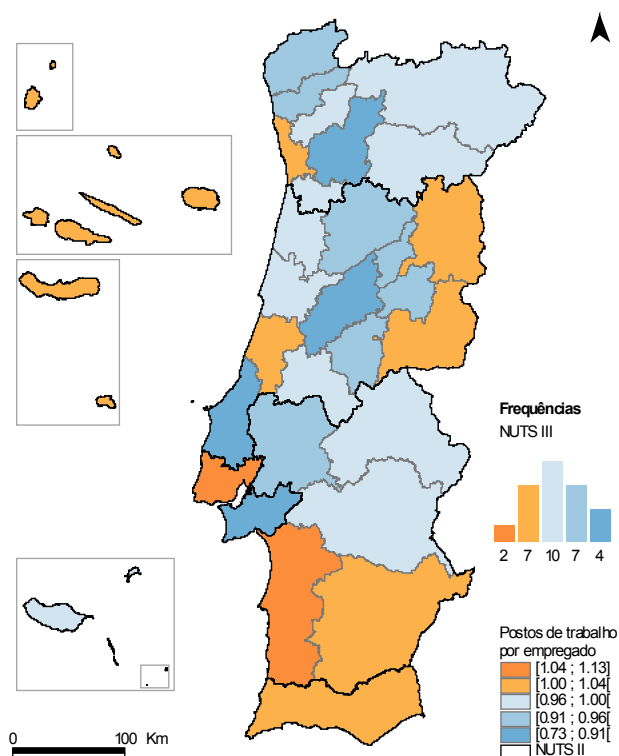 Frequências
NUTS III
2 7 10 7 4
Postos de trabalho
por empregado
[1.04 ; 1.13]
[1.00 ; 1.04[
[0.96 ; 1.00[
[0.91 ; 0.96[
[0.73 ; 0.91[
NUTS II
0 100 Km